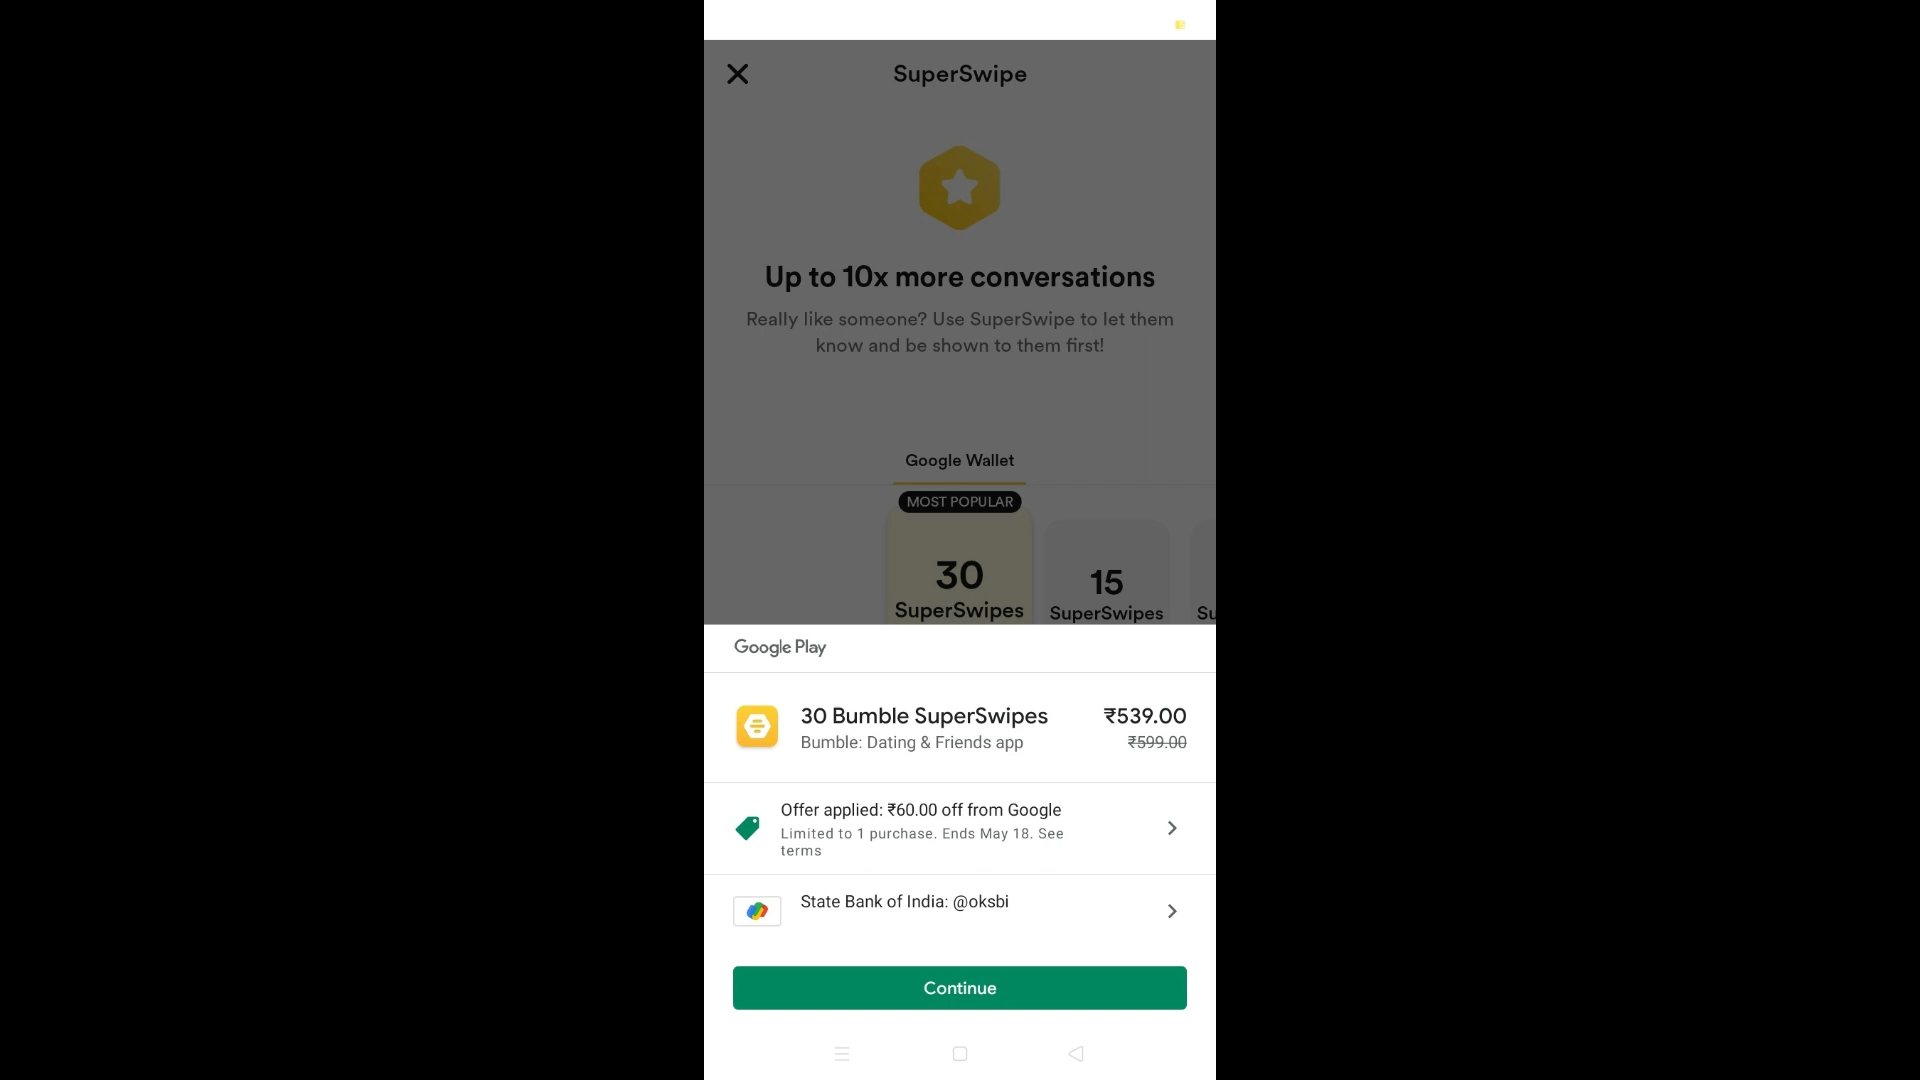 SuperSwipe
Up to 10x more conversations
Really like someone? Use SuperSwipe to let them
know and be shown to them first!
Google Wallet
MOST POPULAR
30
SuperSwipes
15
SuperSwipes
Su
Google Play
30 Bumble SuperSwipes
₹539.00
Bumble: Dating & Friends app
₹599.00
Offer applied: ₹60.00 off from Google
Limited to 1 purchase. Ends May 18. See
terms
State Bank of India: @oksbi
Continue